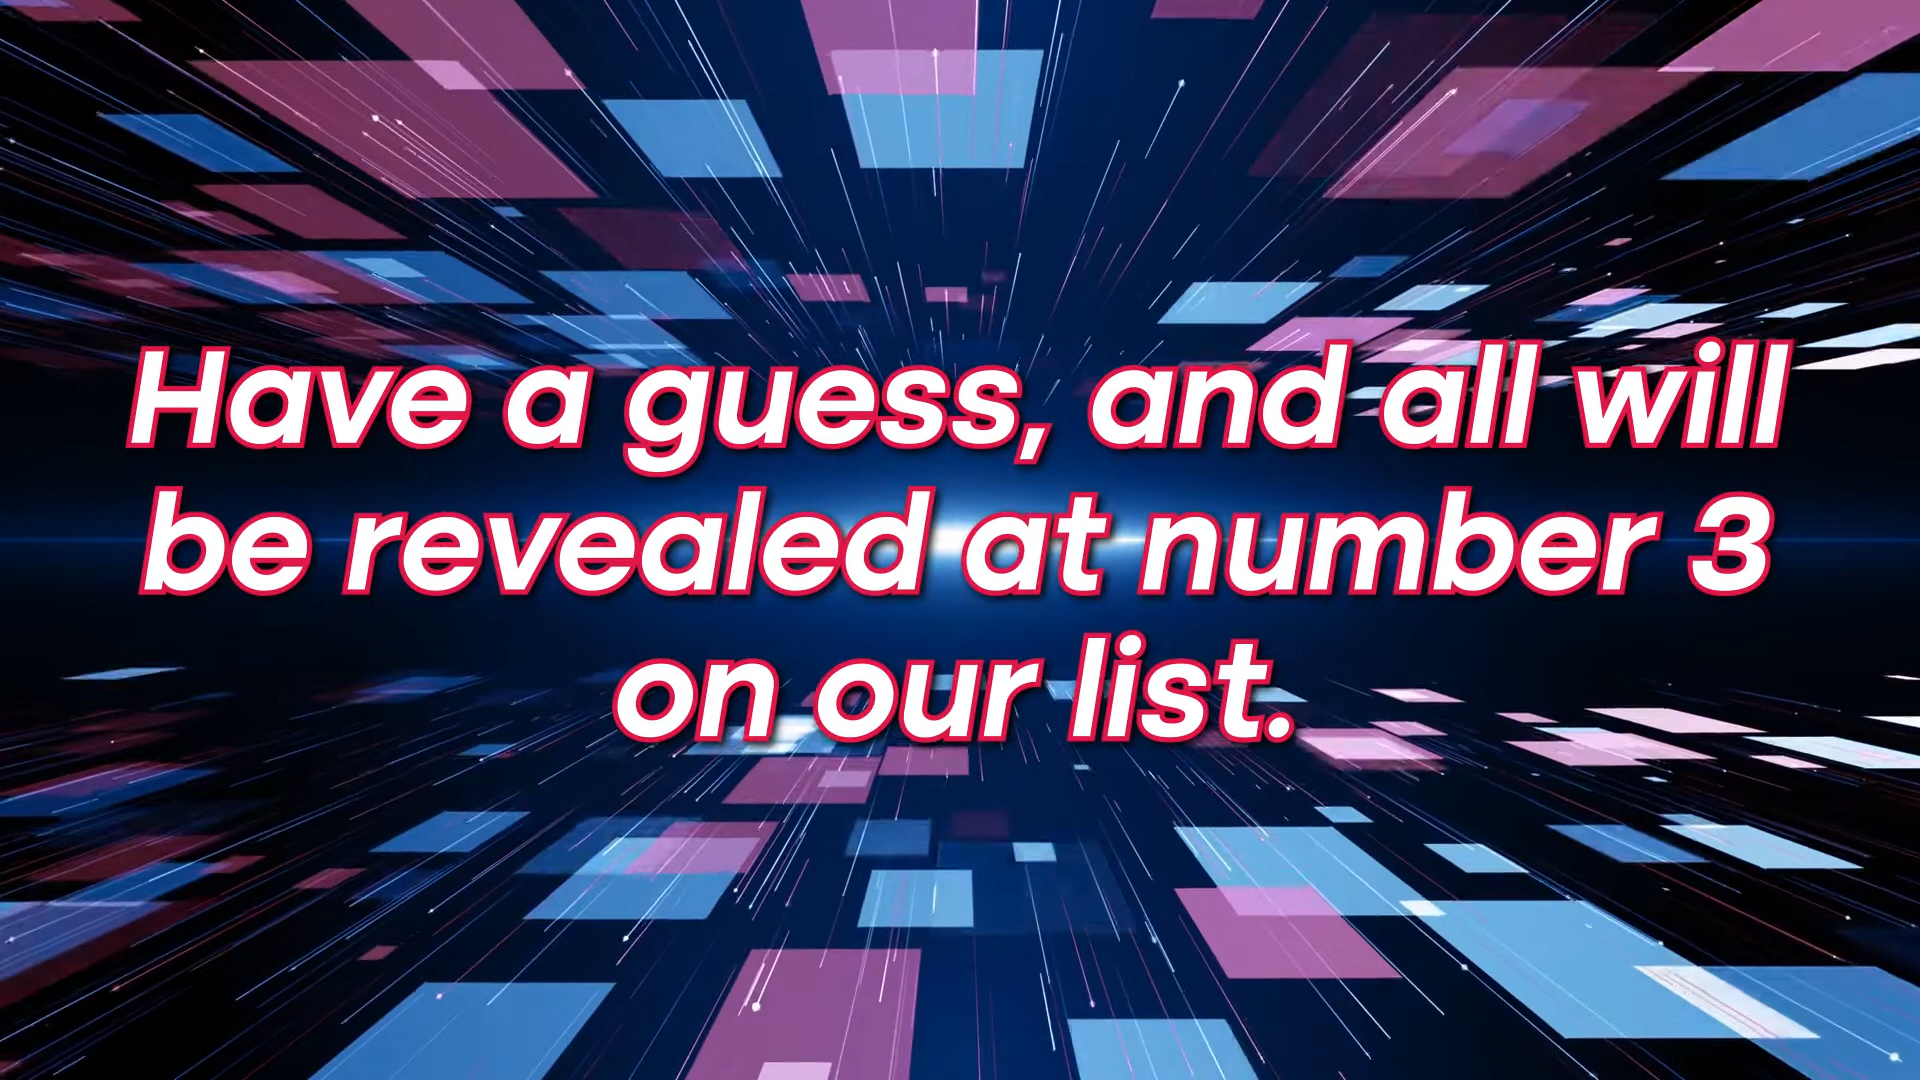 Have a guess, and all will
be revealed at number 3
on our list.